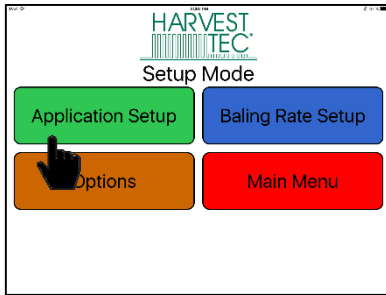 HARVEST
TEC
Setup Mode
Application Setup
Baling Rate Setup
Options
Main Menu